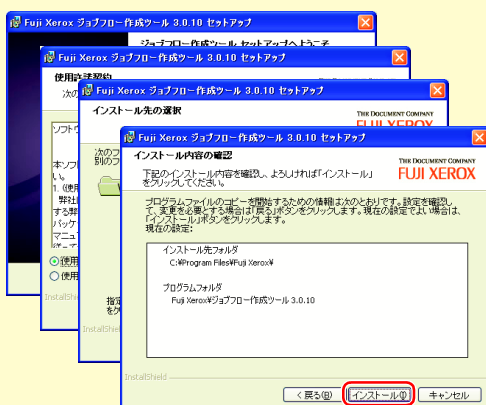 Fuji Xerox ジョブフロー作成ツール 3.0.10 セットアップ
ジョブフロー作成ツール セットアップへようこそ
Fuji Xerox ジョブフロー作成ツール 3.0.10 セットアップ
使用許諾契約
次の
ソフトウ
本ソフ
い。
1. (使用
弊社
する弊
バッケ
マニュ
使用
使用
InstallShi
Fuji Xerox ジョブフロー作成ツール 3.0.10 セットアップ
インストール先の選択
THE DOCUMENT COMPANY
FUJI XEROX
次のフ
別のフ
指定
をク
InstallShiel
Fuji Xerox ジョブフロー作成ツール 3.0.10 セットアップ
インストール内容の確認
THE DOCUMENT COMPANY
FUJI XEROX
下記のインストール内容を確認し、よろしければ「インストール」
をクリックしてください。
プログラムファイルのコピーを開始するための情報は次のとおりです。設定を確認し
て、変更を必要とする場合は「戻る」ボタンをクリックします。現在の設定でよい場合は、
「インストール」ボタンをクリックします。
現在の設定:
インストール先フォルダ
C:¥Program Files¥Fuji Xerox¥
プログラムフォルダ
Fuji Xerox¥ジョブフロー作成ツール 3.0.10
InstallShield
< 戻る(B)
インストール(I)
キャンセル